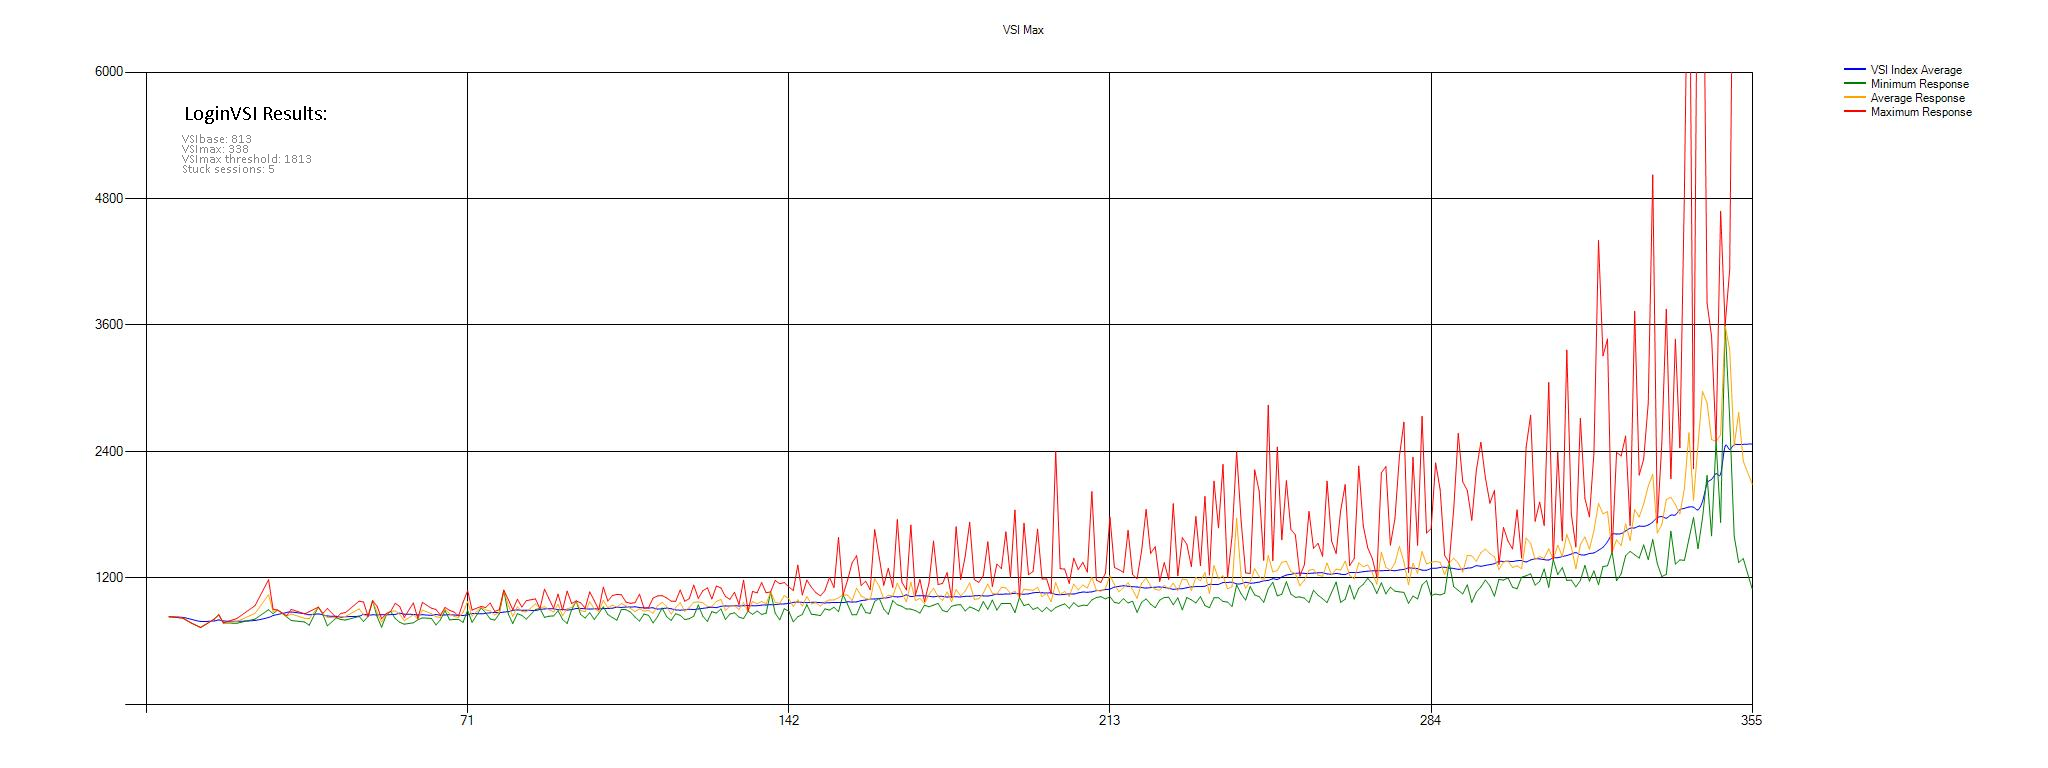 VSI Max
6000
4800
3600
2400
1200
71
142
213
284
355
LoginVSI Results:
VSIbase: 813
VSImax: 338
VSImax threshold: 1813
Stuck sessions: 5
VSI Index Average
Minimum Response
Average Response
Maximum Response